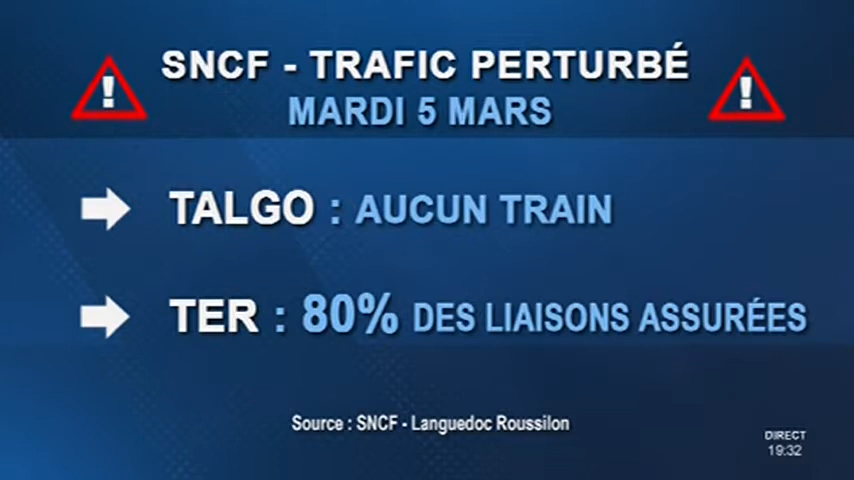 SNCF - TRAFIC PERTURBÉ
MARDI 5 MARS
TALGO : AUCUN TRAIN
TER : 80% DES LIAISONS ASSURÉES
Source : SNCF - Languedoc Roussilon
DIRECT
19:32